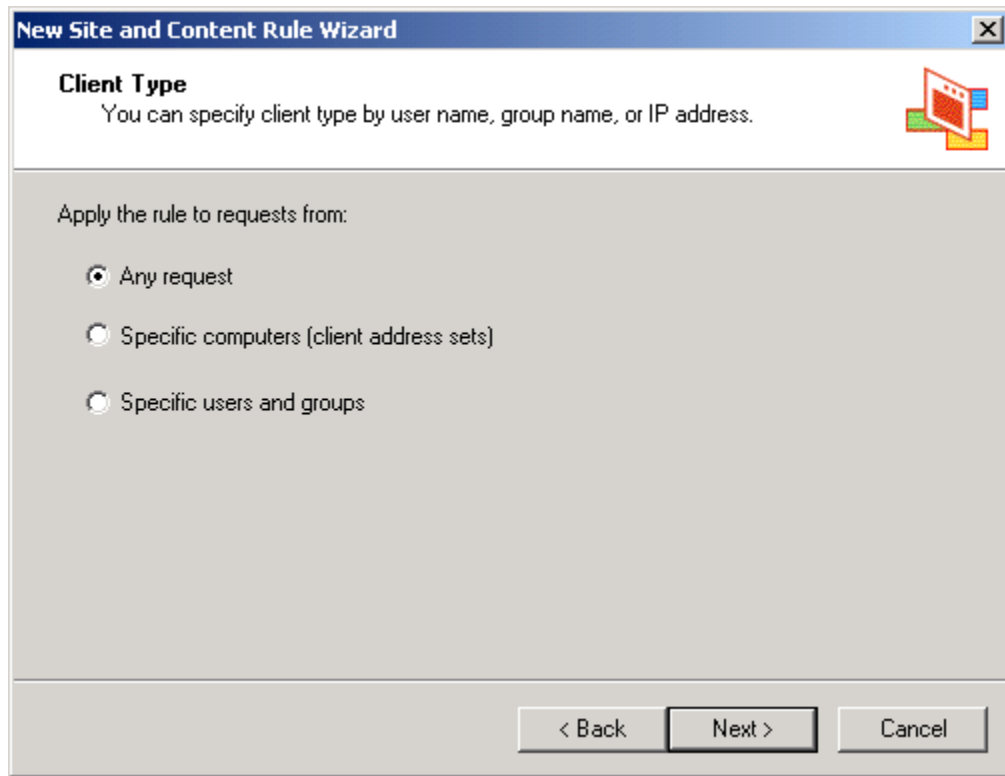 New Site and Content Rule Wizard
Client Type
You can specify client type by user name, group name, or IP address.
Apply the rule to requests from:
Any request
Specific computers (client address sets)
Specific users and groups
< Back Next > Cancel